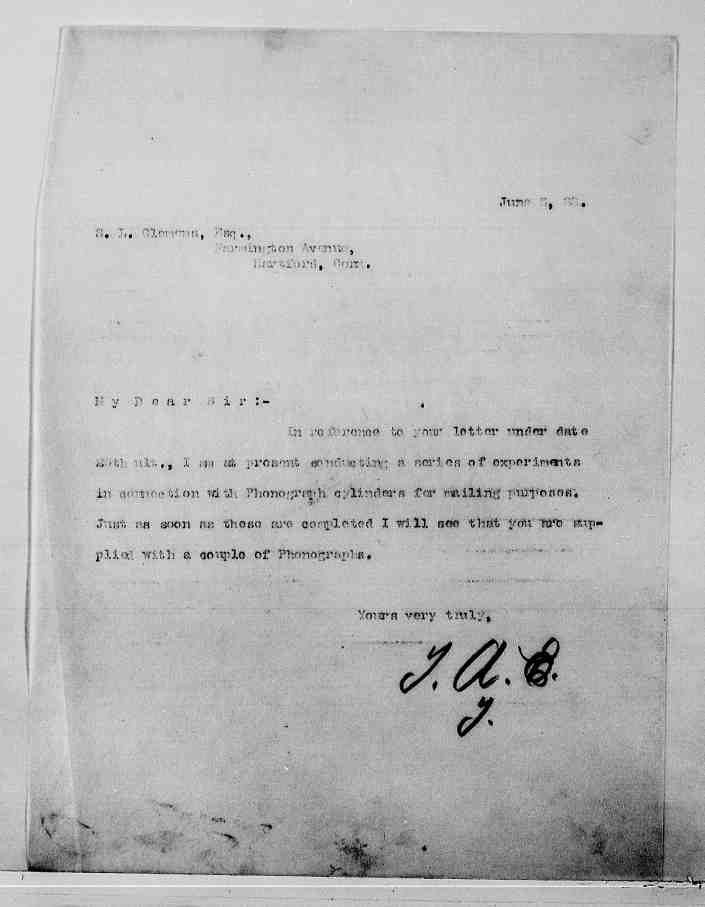 June 5, 88.
S. L. Clemens, Esq.,
Farmington Avenue,
Hartford, Conn.
My Dear Sir:-
In reference to your letter under date
25th ult., I am at present conducting a series of experiments
in connection with Phonograph cylinders for mailing purposes.
Just as soon as these are completed I will see that you are sup-
plied with a couple of Phonographs.
Yours very truly,
T. A. E.
T.